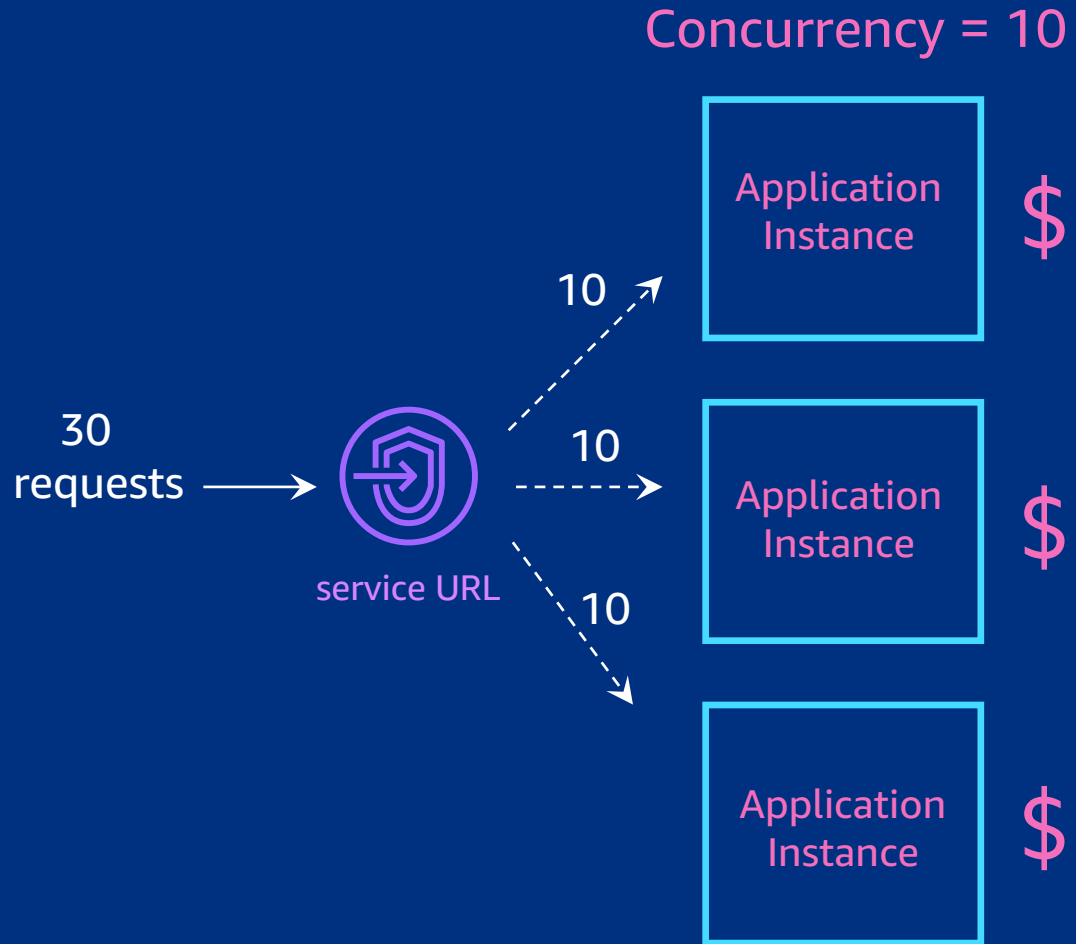 Concurrency = 10
Application
Instance
$
10
30
requests
10
service URL
Application
Instance
$
10
Application
Instance
$